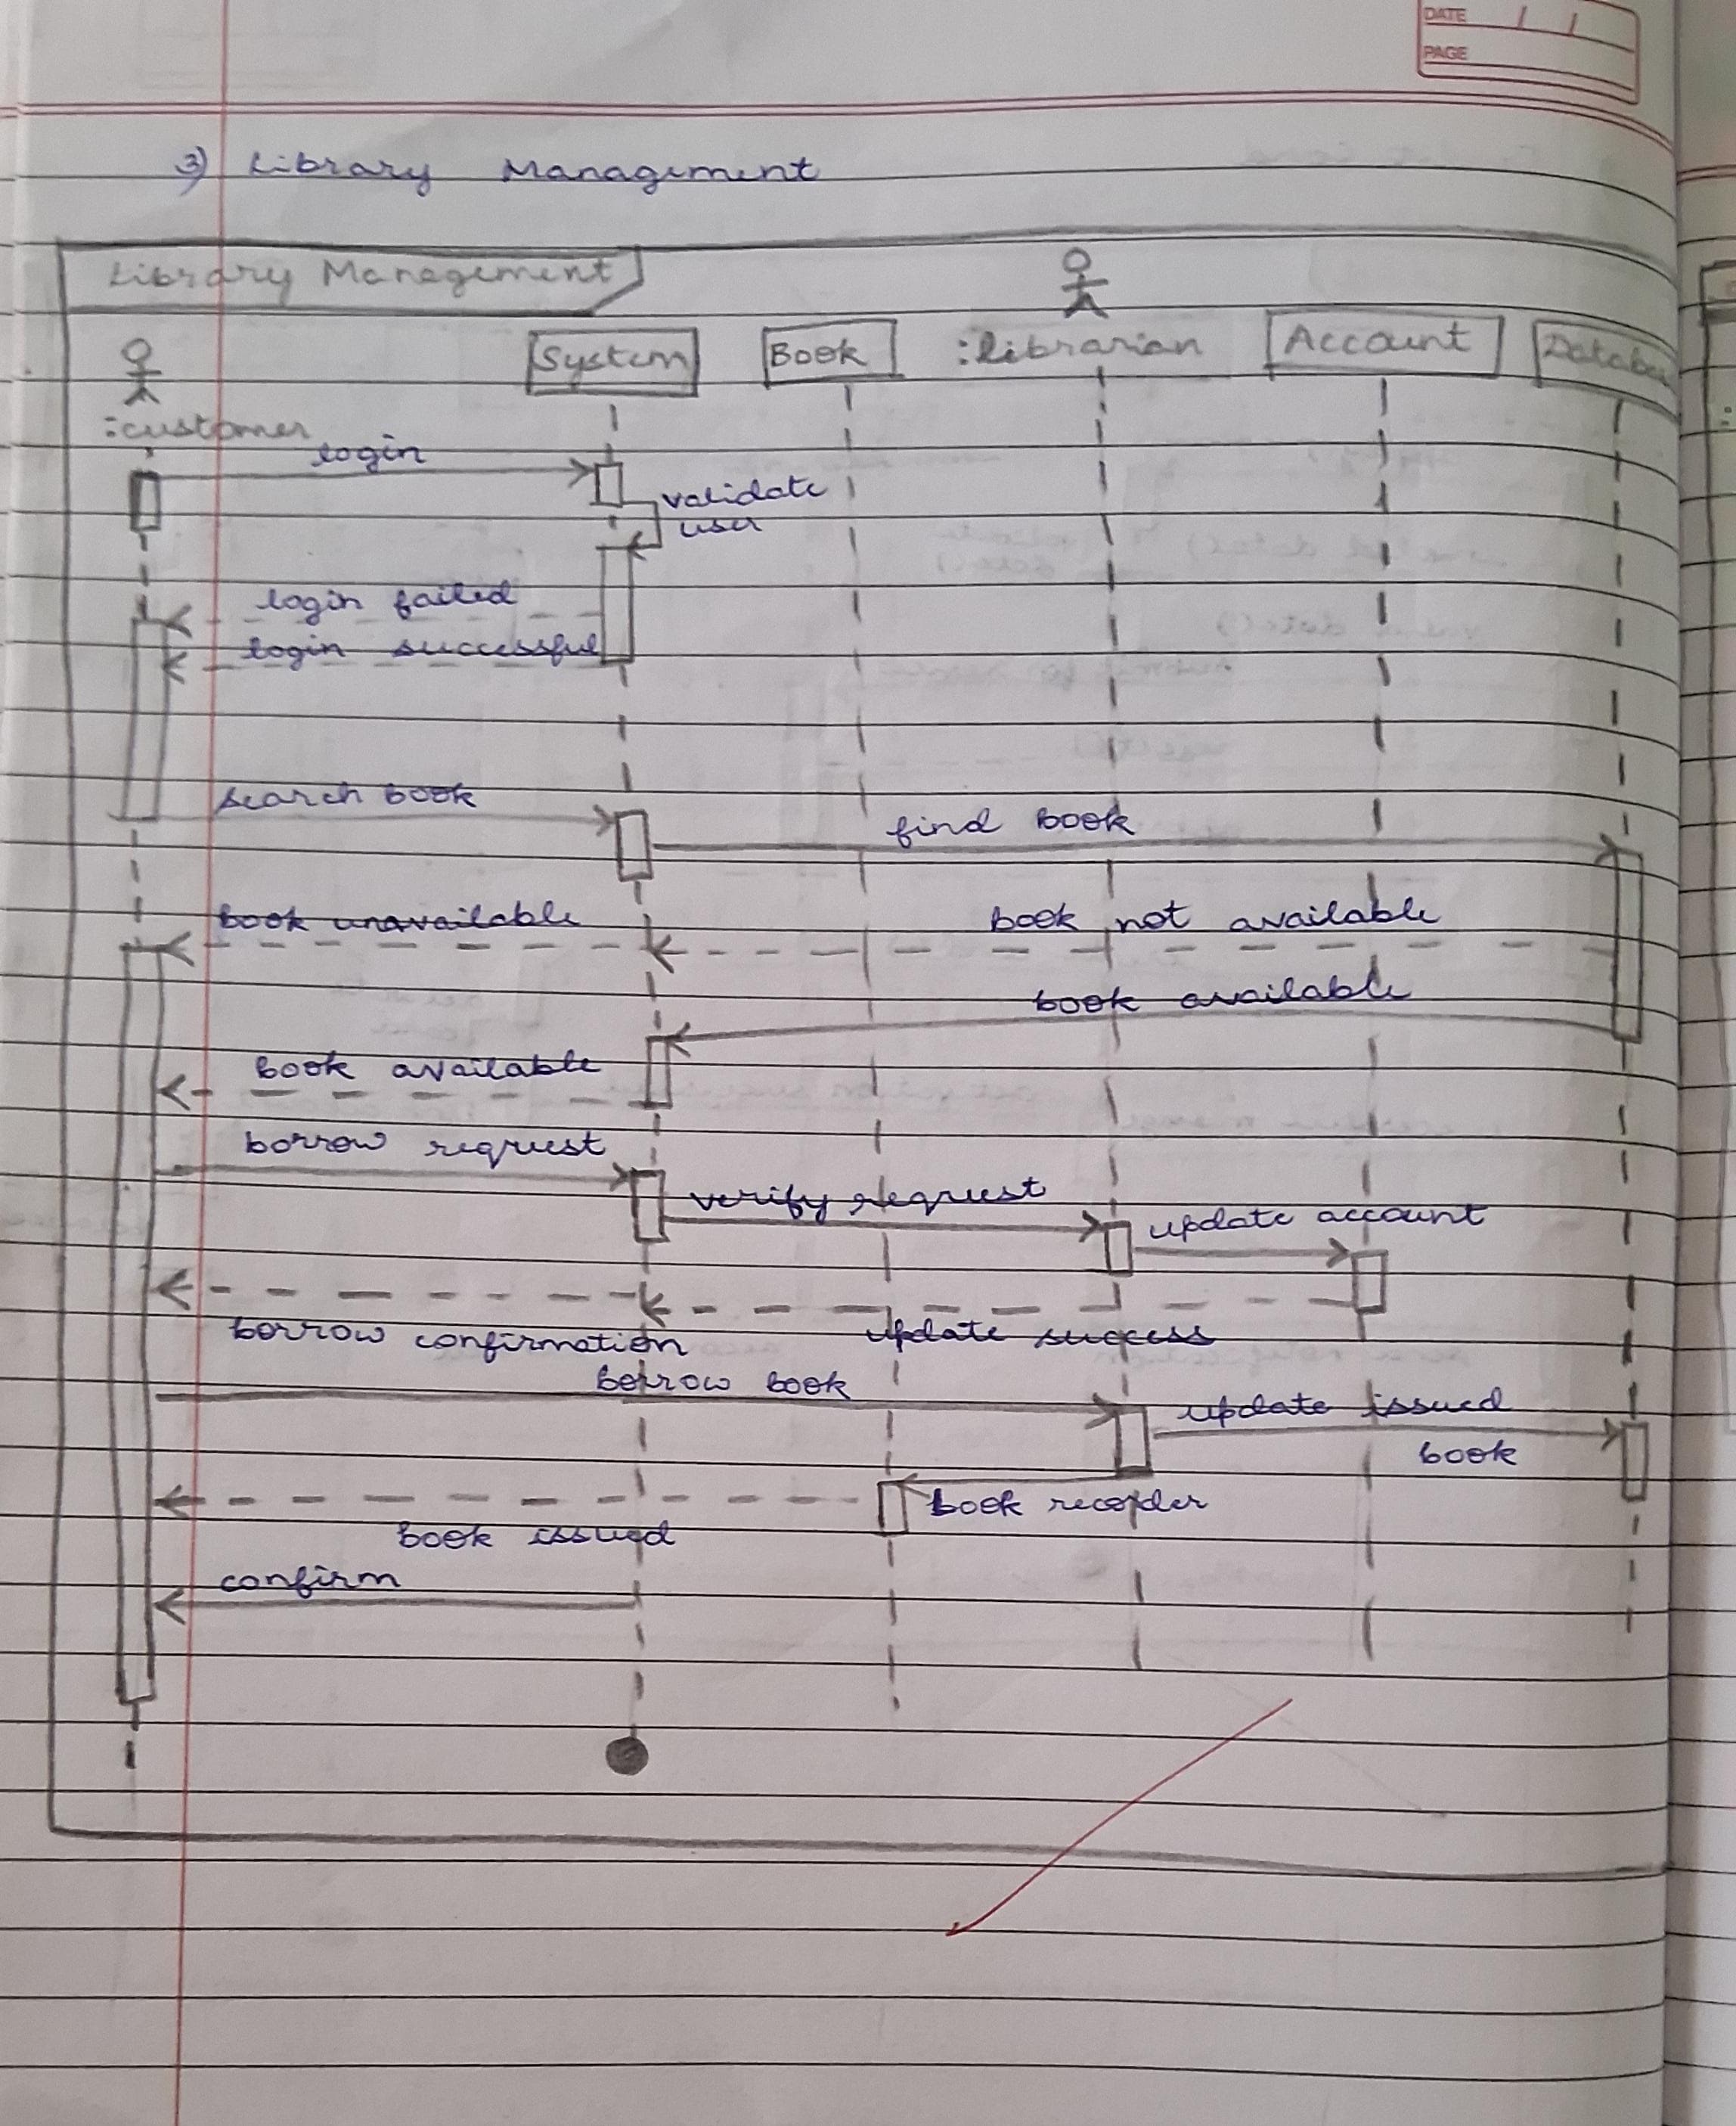 DATE / /
PAGE
3) Library Management
Library Management
:customer
System
Book
:librarian
Account
login
validate
user
login failed
login successful
search book
find book
book unavailable
book not available
book available
book available
borrow request
verify request
update account
borrow confirmation
update success
borrow book
update issued
book
book recorder
book issued
confirm